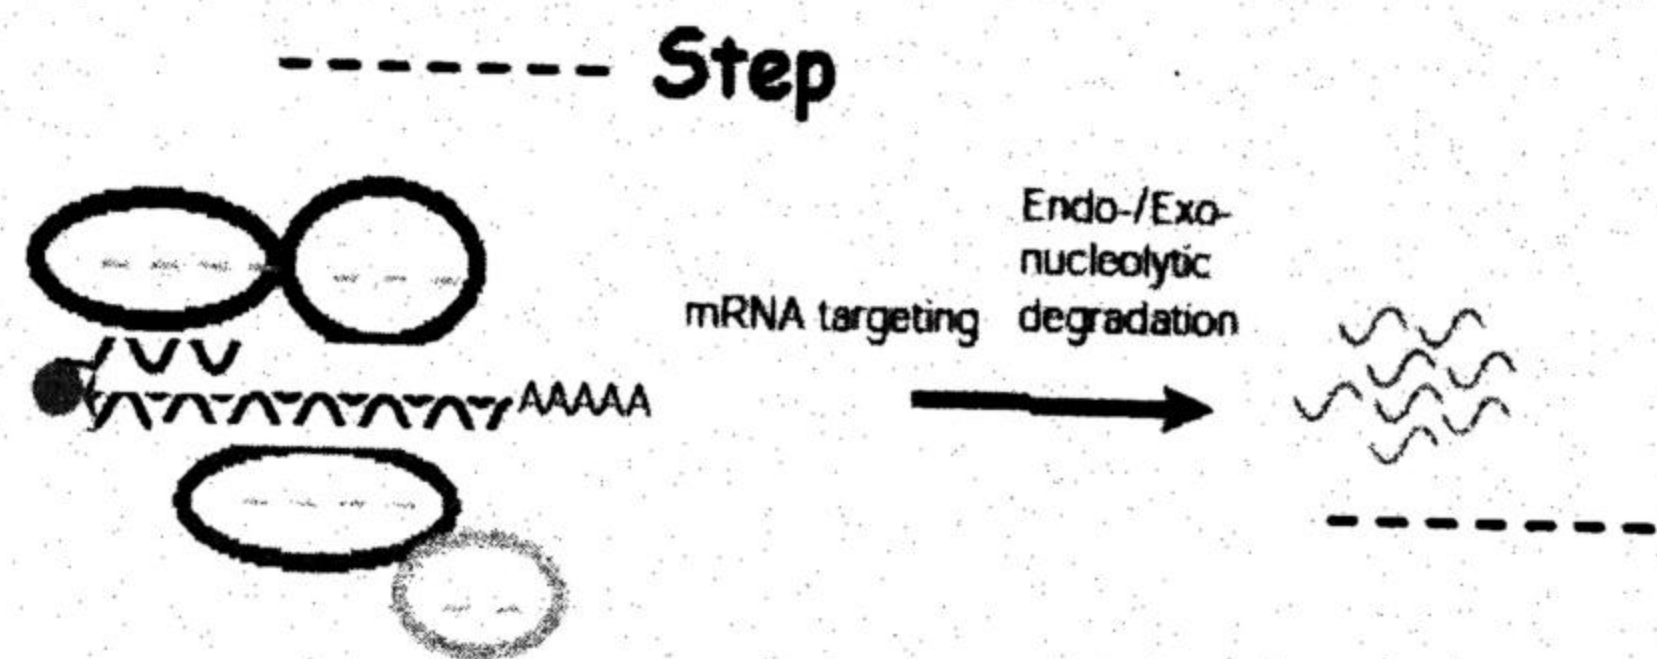 Step
Endo-/Exo-
nucleolytic
mRNA targeting degradation
AAAAA